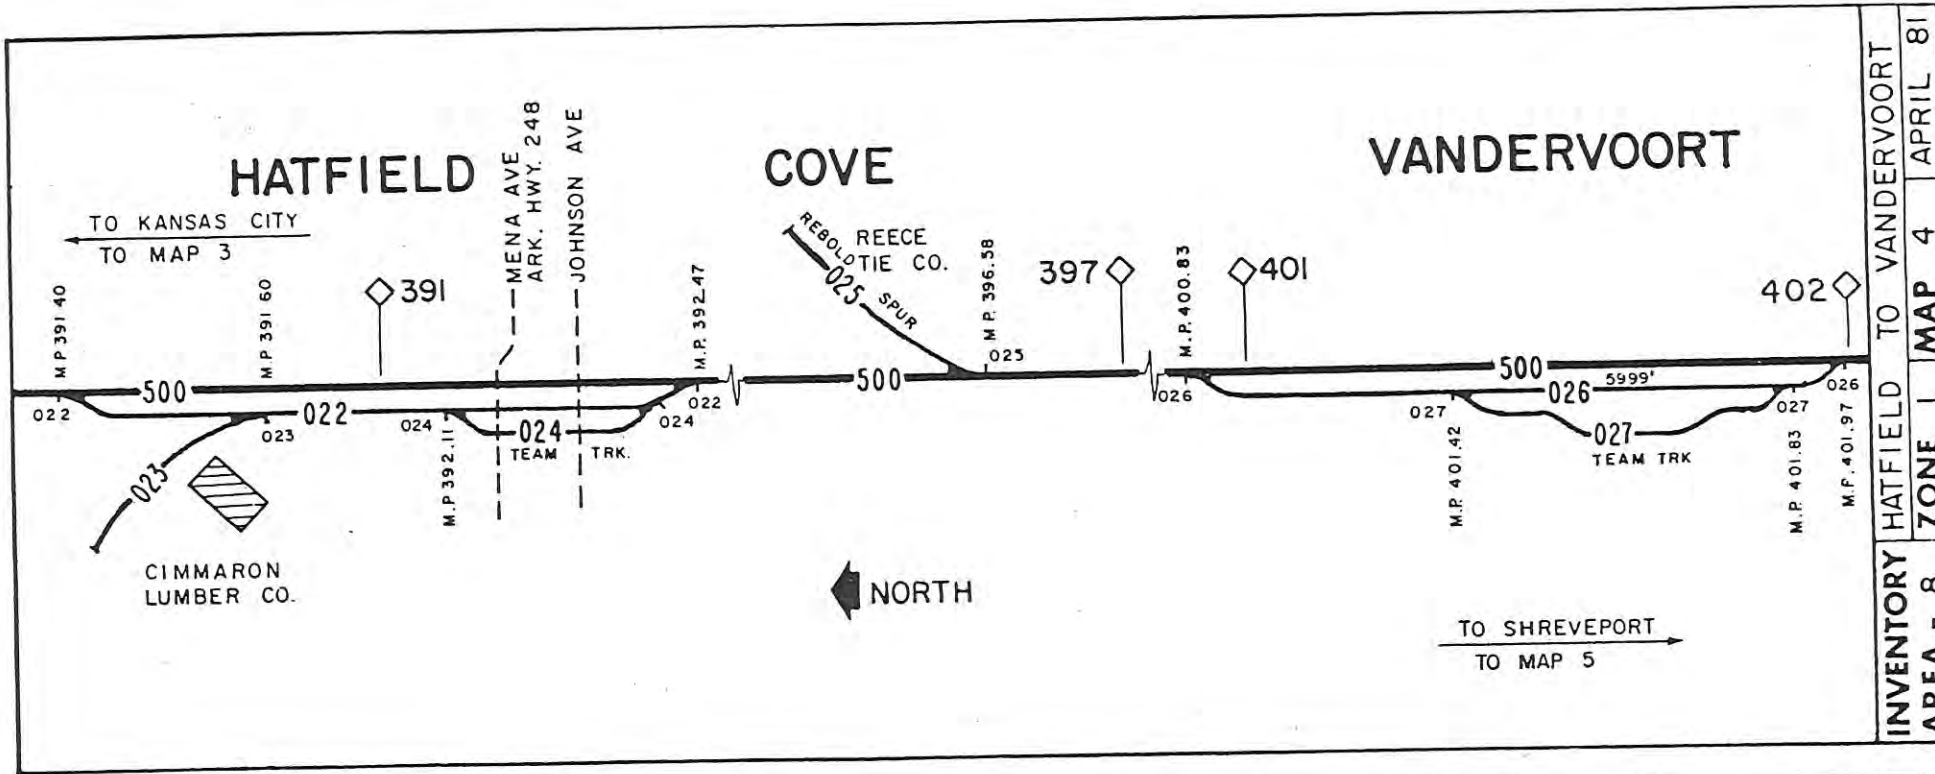 HATFIELD
COVE
VANDERVOORT
TO KANSAS CITY
TO MAP 3
MENA AVE
ARK. HWY. 248
JOHNSON AVE
REBOLD
SPUR
REECE
TIE CO.
025
M.P 391 40
M.P 391 60
391
M.P. 392.47
M.P. 396.58
397
M.P. 400.83
401
402
500
500
500
022
022
022
023
023
024
024
024
TEAM TRK.
M.P 392.11
025
026
026
5999'
026
027
027
027
TEAM TRK
M.P. 401.42
M.P. 401.83
M.P. 401.97
CIMMARON
LUMBER CO.
NORTH
TO SHREVEPORT
TO MAP 5
HATFIELD TO VANDERVOORT
ZONE 1 MAP 4 APRIL 81
INVENTORY